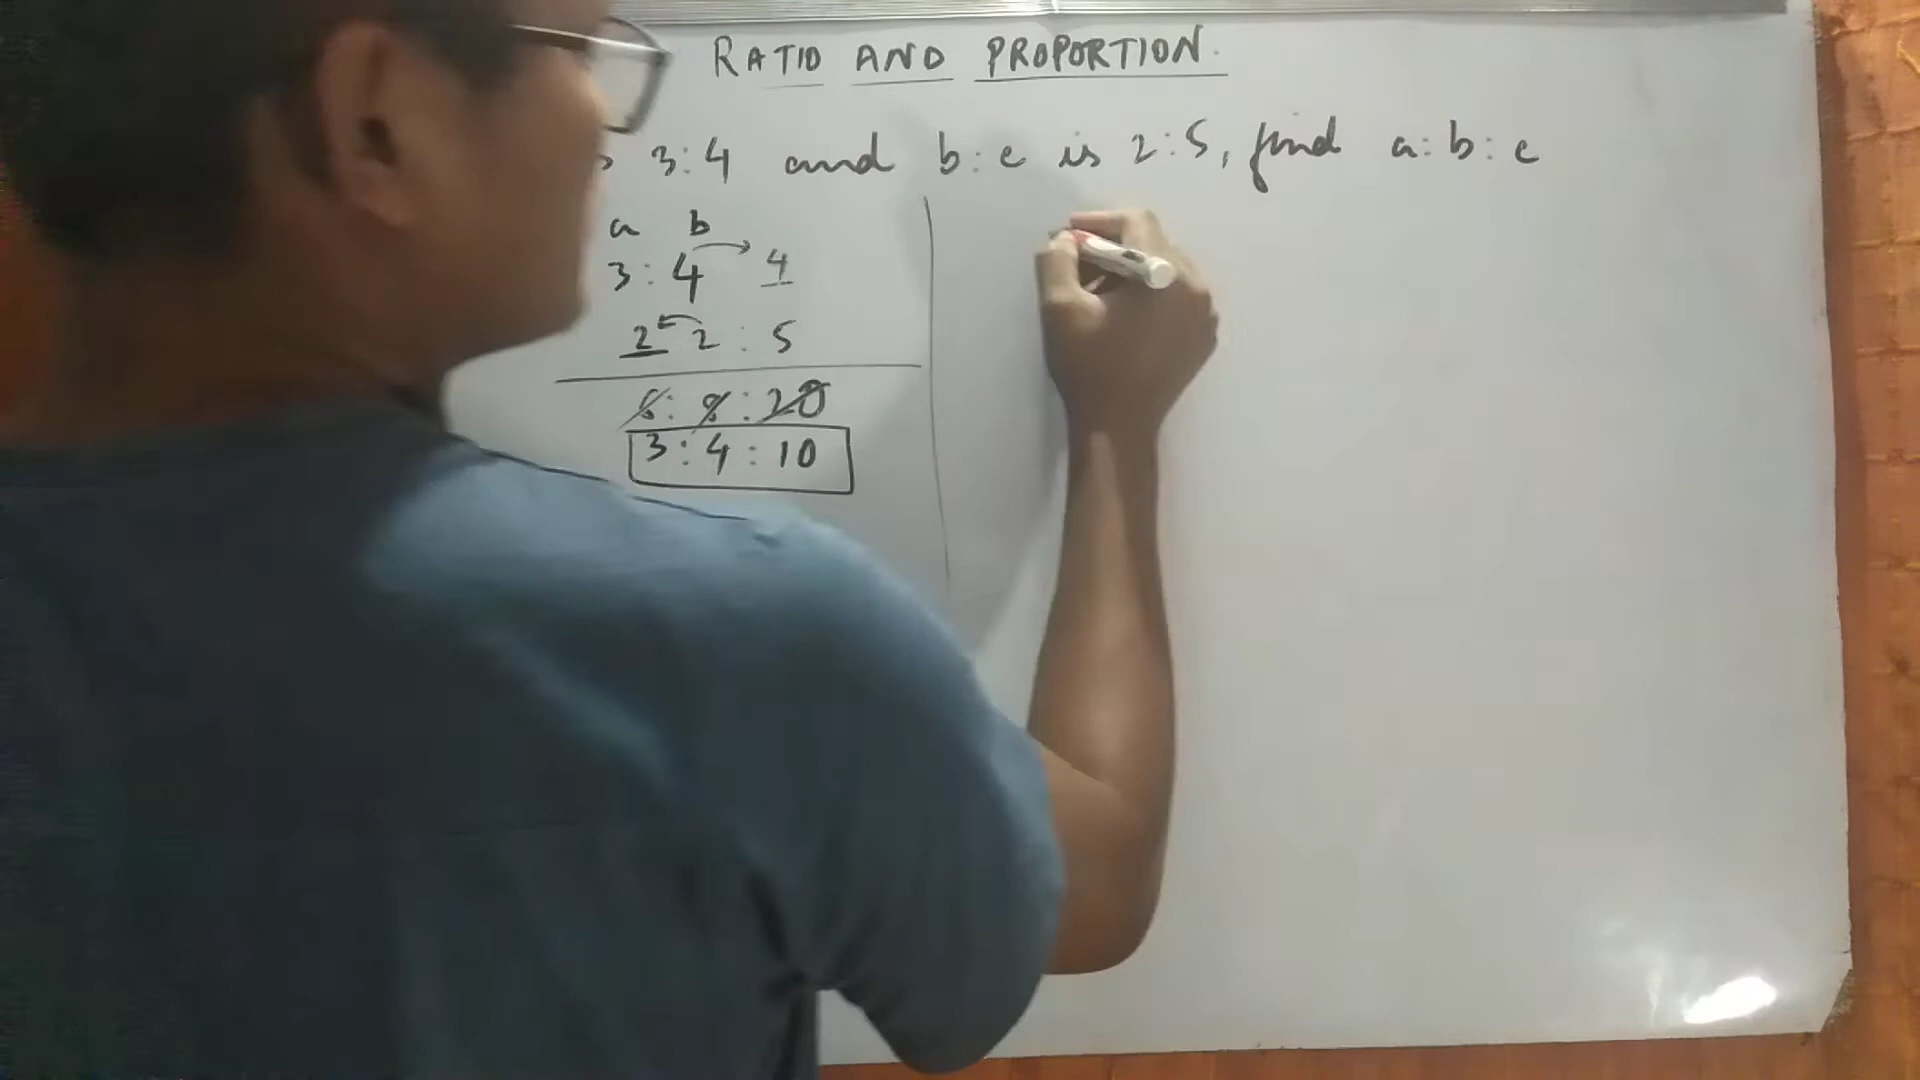 RATIO AND PROPORTION.
3:4 and b:c is 2:5, find a:b:c
a b
3:4 4
2 2:5
6:8:20
3:4:10